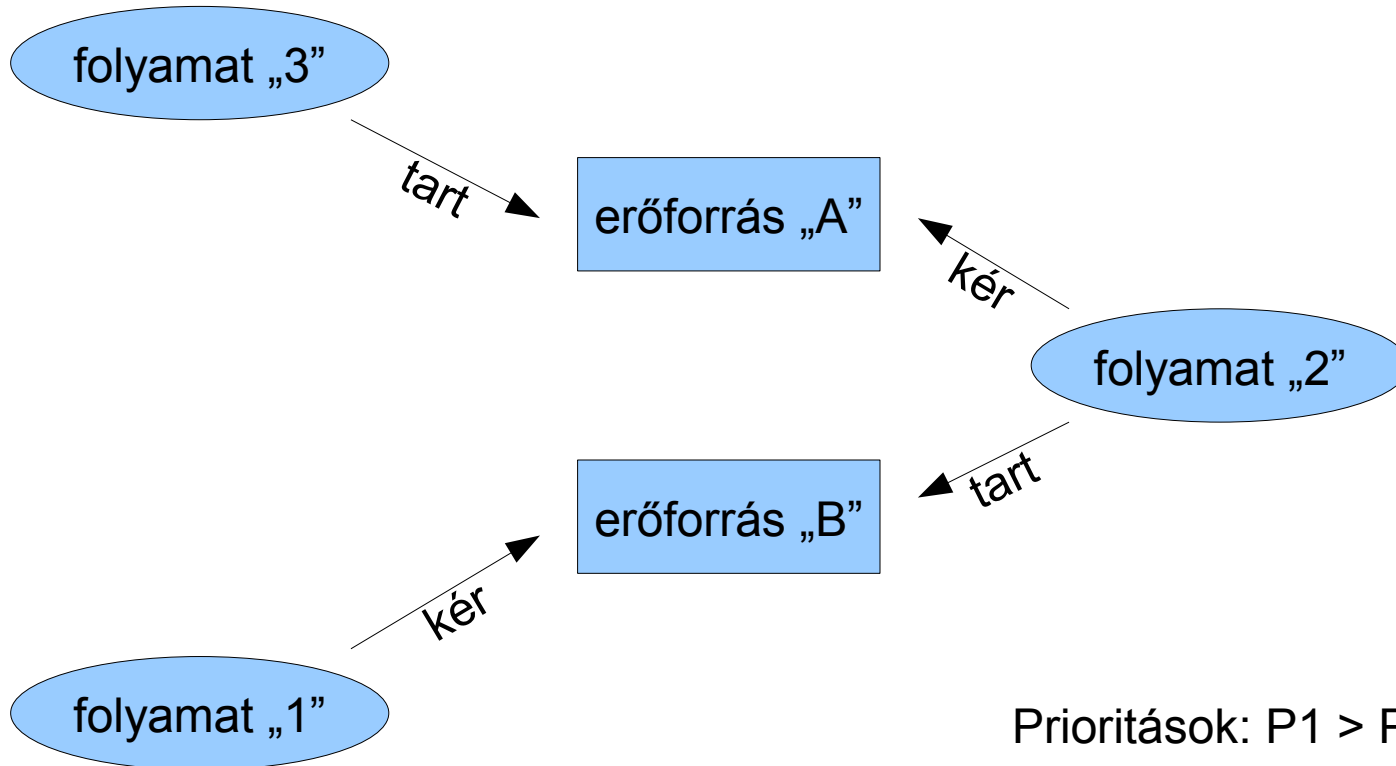 folyamat „3”
tart
erőforrás „A”
kér
folyamat „2”
tart
erőforrás „B”
kér
folyamat „1”
Prioritások: P1 > P